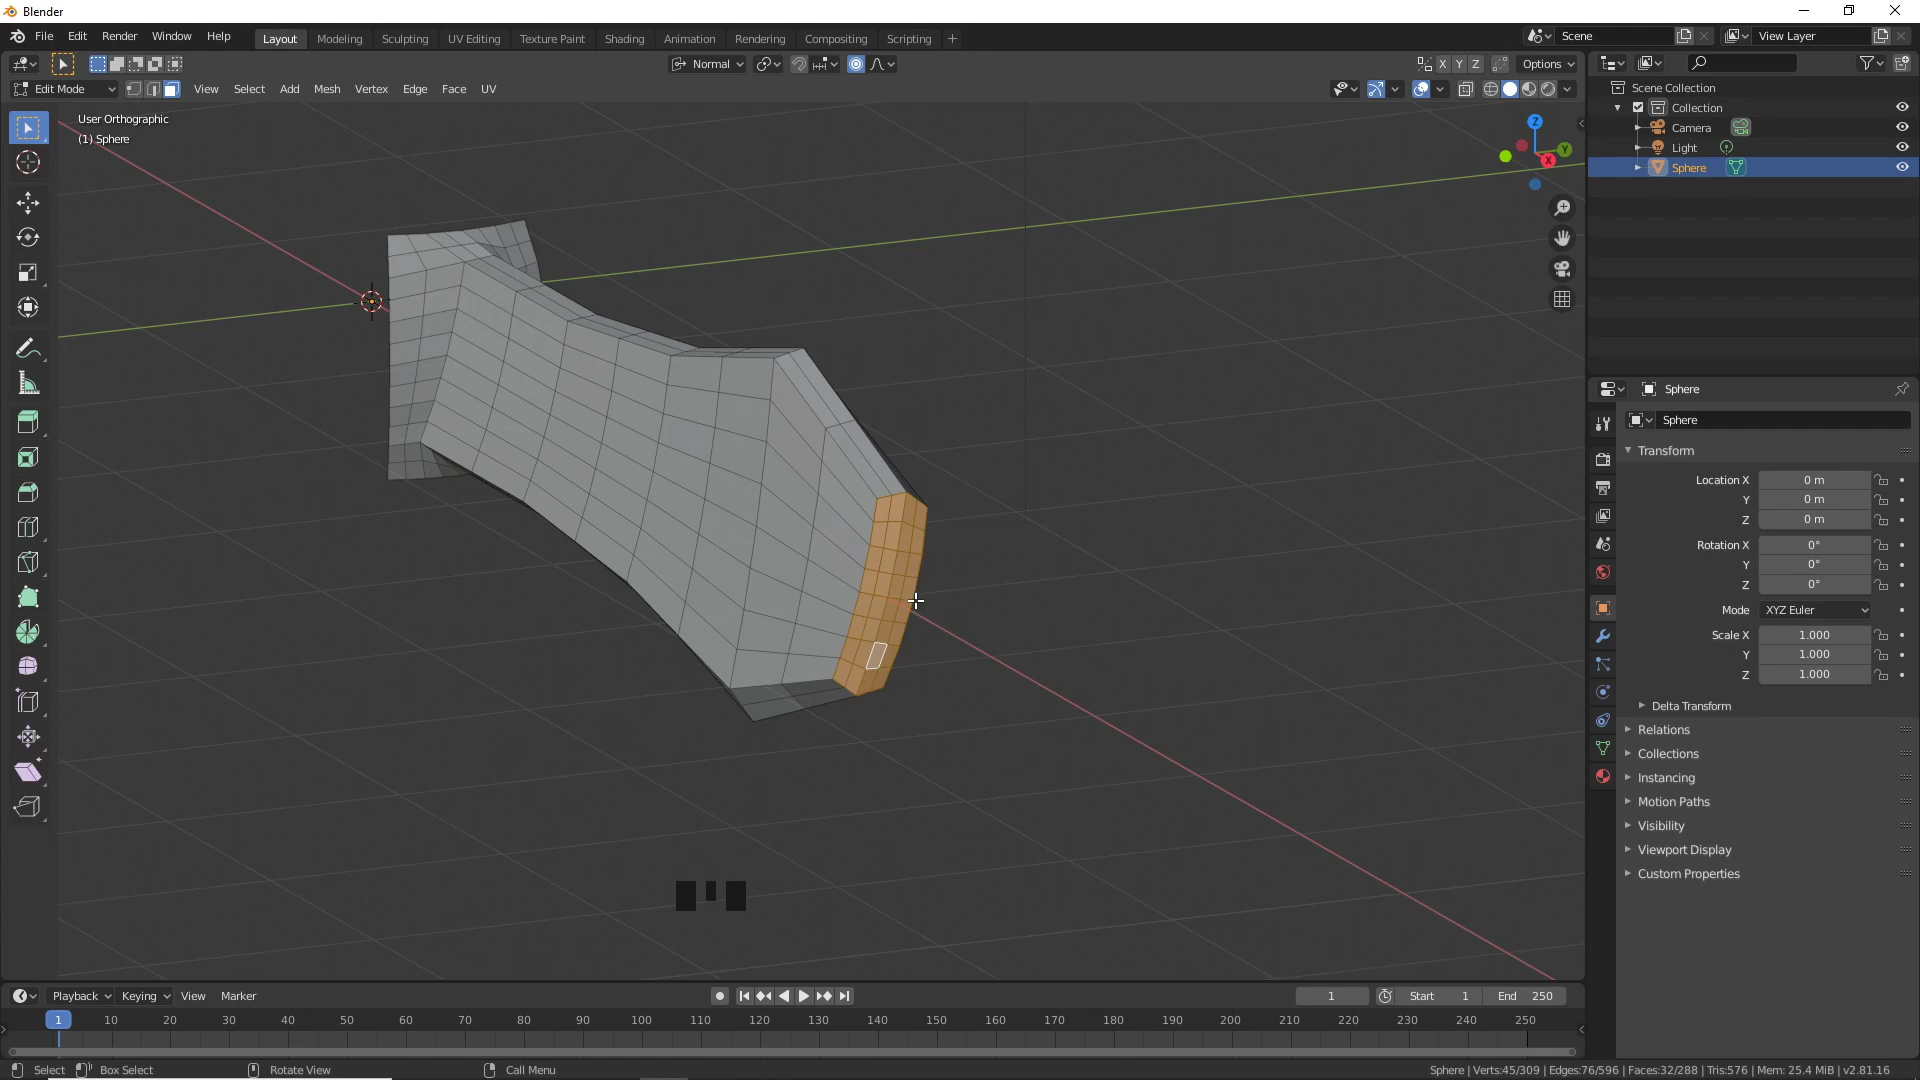 Blender
File Edit Render Window Help Layout Modeling Sculpting UV Editing Texture Paint Shading Animation Rendering Compositing Scripting + Scene View Layer
Normal X Y Z Options
Edit Mode View Select Add Mesh Vertex Edge Face UV
User Orthographic
(1) Sphere
Z
Y
X
Scene Collection
Collection
Camera
Light
Sphere
Sphere
Sphere
Transform
Location X 0 m
Y 0 m
Z 0 m
Rotation X 0°
Y 0°
Z 0°
Mode XYZ Euler
Scale X 1.000
Y 1.000
Z 1.000
Delta Transform
Relations
Collections
Instancing
Motion Paths
Visibility
Viewport Display
Custom Properties
Playback Keying View Marker 1 Start 1 End 250
1 10 20 30 40 50 60 70 80 90 100 110 120 130 140 150 160 170 180 190 200 210 220 230 240 250
Select Box Select Rotate View Call Menu Sphere | Verts:45/309 | Edges:76/596 | Faces:32/288 | Tris:576 | Mem: 25.4 MiB | v2.81.16